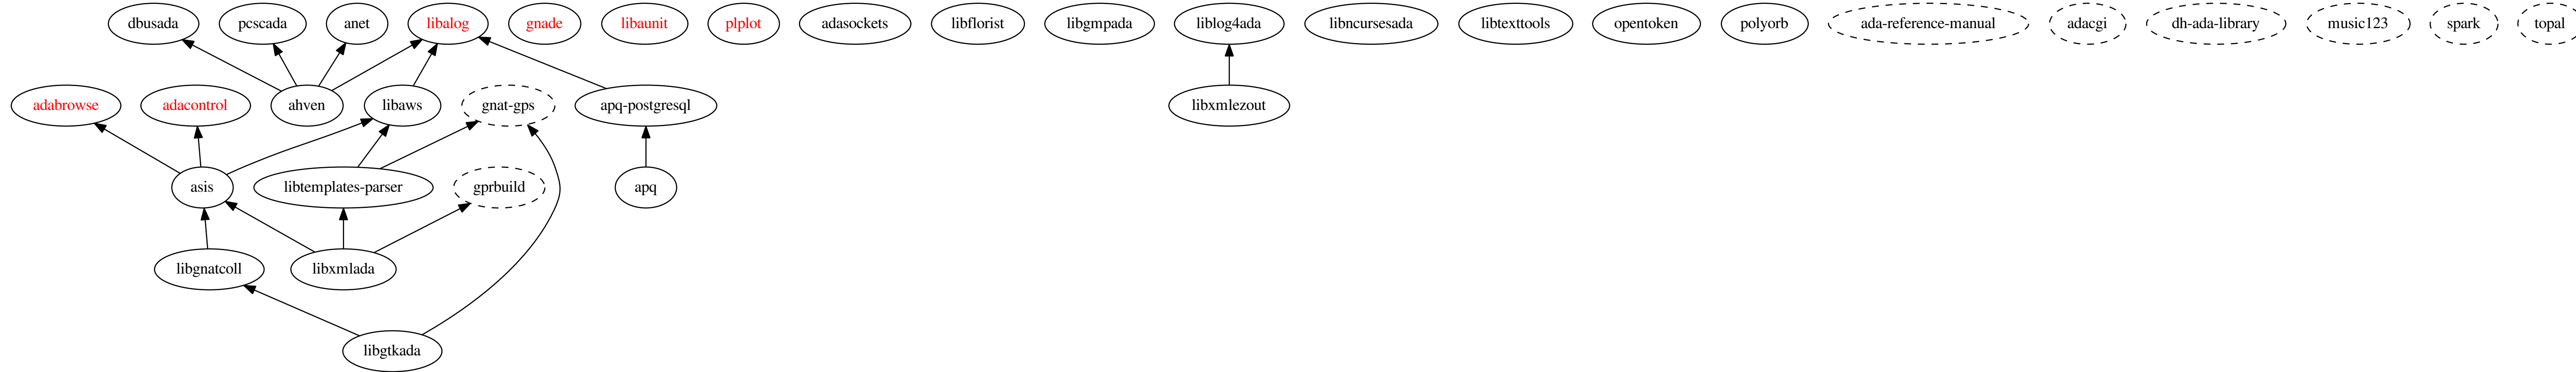 dbusada pcscada anet libalog gnade libaunit plplot adasockets libflorist libgmpada liblog4ada libncursesada libtexttools opentoken polyorb ada-reference-manual adacgi dh-ada-library music123 spark topal
adabrowse adacontrol ahven libaws gnat-gps apq-postgresql libxmlezout
asis libtemplates-parser gprbuild apq
libgnatcoll libxmlada
libgtkada